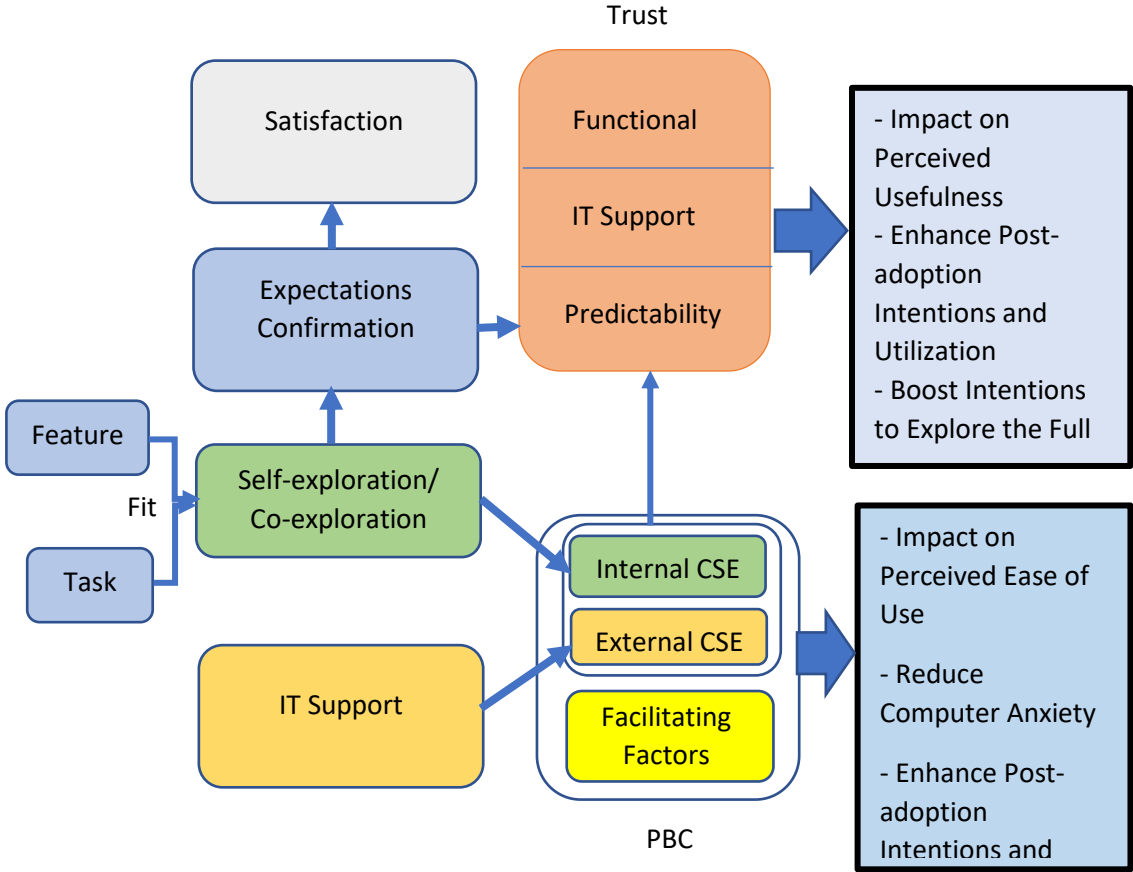 Trust
Satisfaction
Functional
IT Support
Predictability
- Impact on
Perceived
Usefulness
- Enhance Post-
adoption
Intentions and
Utilization
- Boost Intentions
to Explore the Full
Expectations
Confirmation
Feature
Fit
Task
Self-exploration/
Co-exploration
IT Support
Internal CSE
External CSE
Facilitating
Factors
PBC
- Impact on
Perceived Ease of
Use
- Reduce
Computer Anxiety
- Enhance Post-
adoption
Intentions and